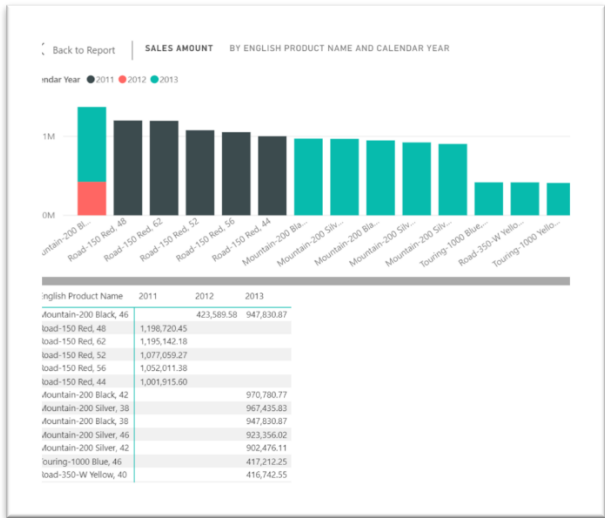 Back to Report SALES AMOUNT BY ENGLISH PRODUCT NAME AND CALENDAR YEAR
endar Year 2011 2012 2013
1M
0M
untain-200 Bl...
Road-150 Red, 48
Road-150 Red, 62
Road-150 Red, 52
Road-150 Red, 56
Road-150 Red, 44
Mountain-200 Bla...
Mountain-200 Silv...
Mountain-200 Bla...
Mountain-200 Silv...
Mountain-200 Silv...
Touring-1000 Blue,...
Road-350-W Yello...
Touring-1000 Yello...
nglish Product Name 2011 2012 2013
Mountain-200 Black, 46 423,589.58 947,830.87
Road-150 Red, 48 1,198,720.45
Road-150 Red, 62 1,195,142.18
Road-150 Red, 52 1,077,059.27
Road-150 Red, 56 1,052,011.38
Road-150 Red, 44 1,001,915.60
Mountain-200 Black, 42 970,780.77
Mountain-200 Silver, 38 967,435.83
Mountain-200 Black, 38 947,830.87
Mountain-200 Silver, 46 923,356.02
Mountain-200 Silver, 42 902,476.11
ouring-1000 Blue, 46 417,212.25
Road-350-W Yellow, 40 416,742.55